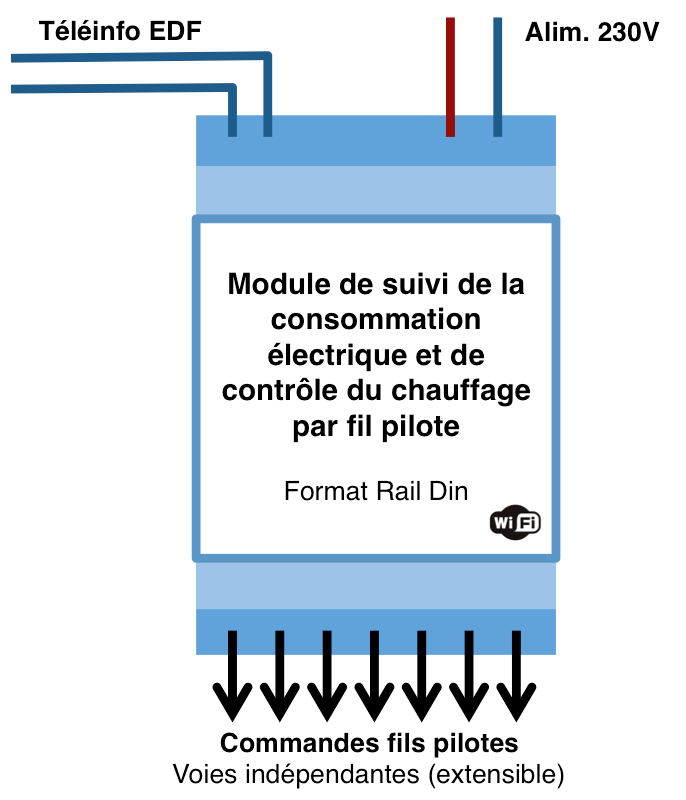 Téléinfo EDF
Alim. 230V
Module de suivi de la
consommation
électrique et de
contrôle du chauffage
par fil pilote
Format Rail Din
Wi Fi
Commandes fils pilotes
Voies indépendantes (extensible)